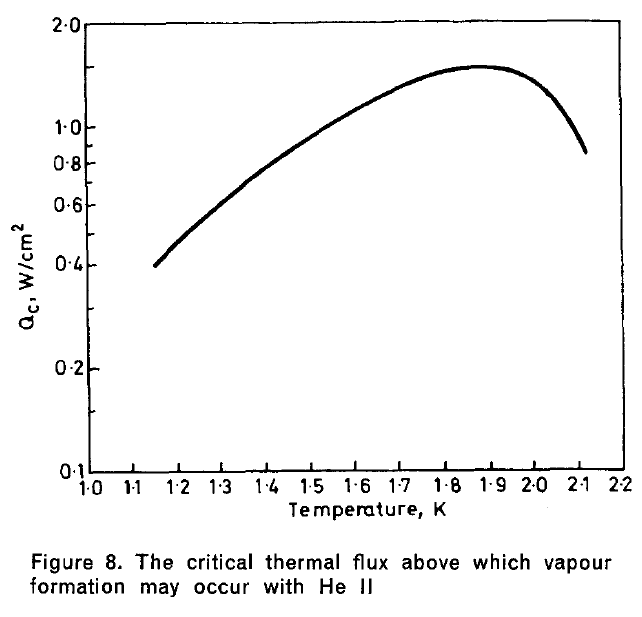 2·0
1·0
0·8
0·6
0·4
0·2
0·1
Qc, W/cm²
1·0 1·1 1·2 1·3 1·4 1·5 1·6 1·7 1·8 1·9 2·0 2·1 2·2
Temperature, K
Figure 8. The critical thermal flux above which vapour
formation may occur with He II